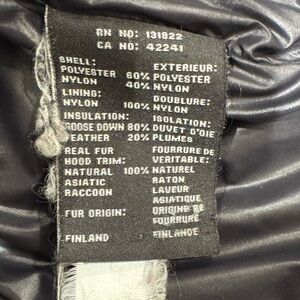 RN NO: 131822
CA NO: 42241
SHELL: EXTERIEUR:
POLYESTER 60% POLYESTER
NYLON 40% NYLON
LINING: DOUBLURE:
NYLON 100% NYLON
INSULATION: ISOLATION:
GOOSE DOWN 80% DUVET D'OIE
FEATHER 20% PLUMES
REAL FUR FOURRURE DE
HOOD TRIM: VERITABLE:
NATURAL 100% NATUREL
ASIATIC RATON
RACCOON LAVEUR
ASIATIQUE
FUR ORIGIN: ORIGINE DE
FOURRURE
FINLAND FINLANDE